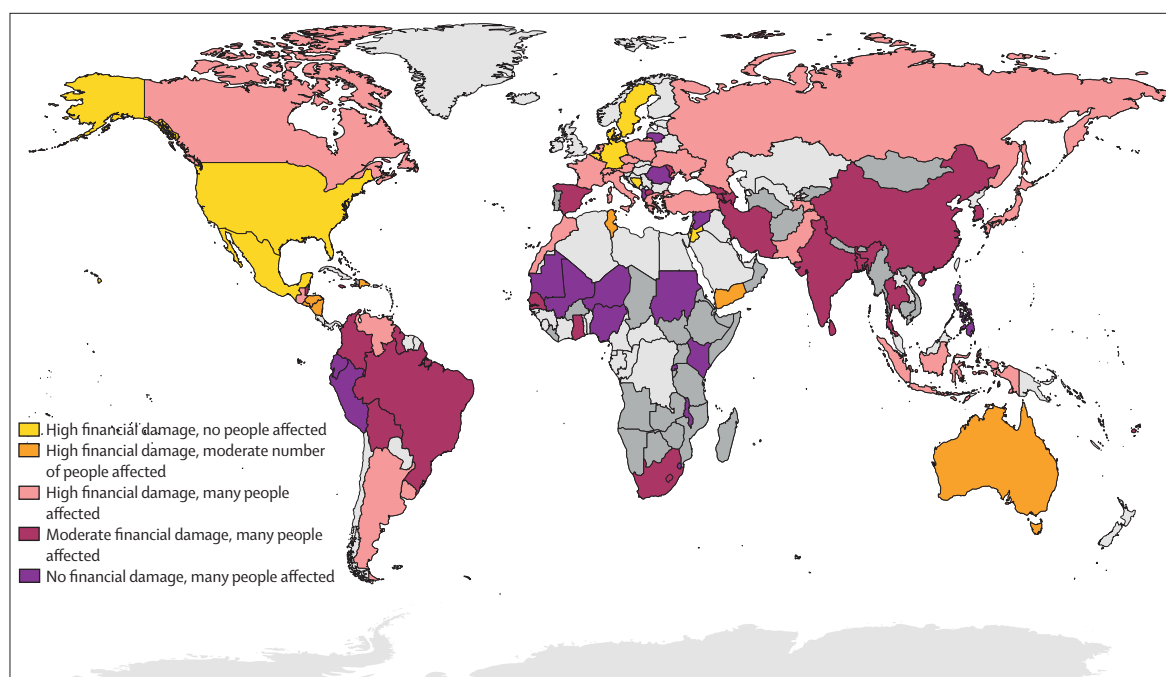 High financial damage, no people affected
High financial damage, moderate number
of people affected
High financial damage, many people
affected
Moderate financial damage, many people
affected
No financial damage, many people affected